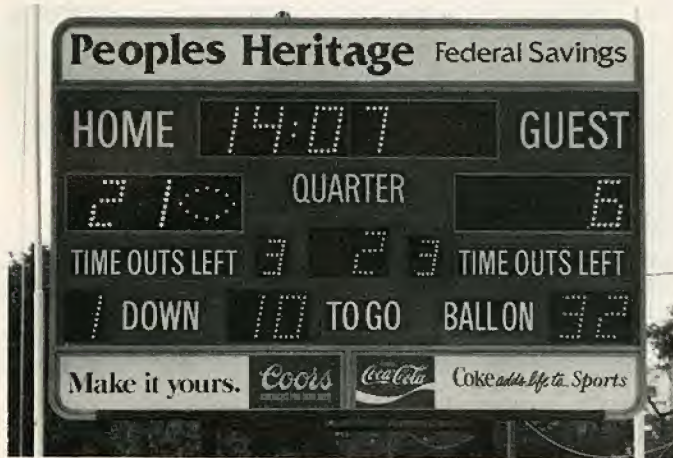 Peoples Heritage Federal Savings
HOME 14:07 GUEST
21 QUARTER 6
TIME OUTS LEFT 3 2 3 TIME OUTS LEFT
1 DOWN 10 TO GO BALL ON 32
Make it yours. Coors Coca-Cola Coke adds life to Sports